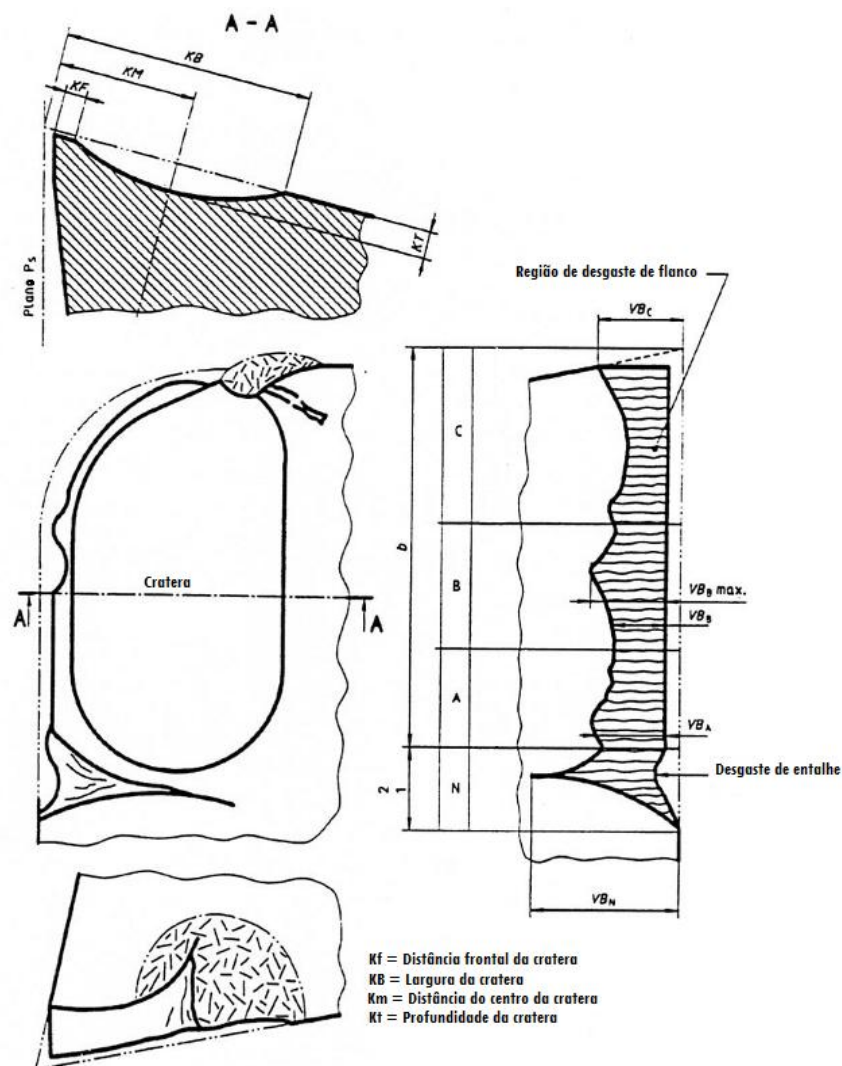 A - A
KB
KM
KF
KT
Plano Ps
Região de desgaste de flanco
VBC
C
b
B
VBB max.
VBB
A
VBA
Cratera
A
A
Desgaste de entalhe
2
1
N
VBN
Kf = Distância frontal da cratera
KB = Largura da cratera
Km = Distância do centro da cratera
Kt = Profundidade da cratera